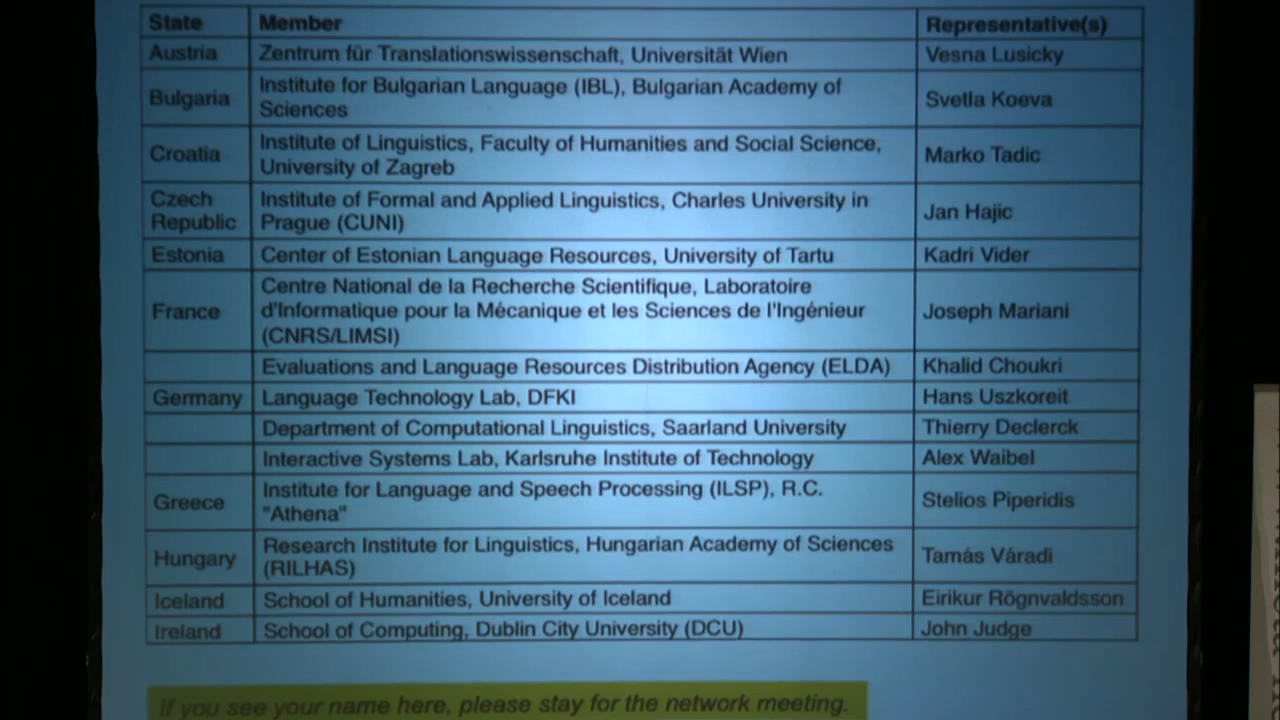 State Member Representative(s)
Austria Zentrum für Translationswissenschaft, Universität Wien Vesna Lusicky
Bulgaria Institute for Bulgarian Language (IBL), Bulgarian Academy of
Sciences Svetla Koeva
Croatia Institute of Linguistics, Faculty of Humanities and Social Science,
University of Zagreb Marko Tadic
Czech Institute of Formal and Applied Linguistics, Charles University in
Republic Prague (CUNI) Jan Hajic
Estonia Center of Estonian Language Resources, University of Tartu Kadri Vider
Centre National de la Recherche Scientifique, Laboratoire
France d'Informatique pour la Mécanique et les Sciences de l'Ingénieur Joseph Mariani
(CNRS/LIMSI)
Evaluations and Language Resources Distribution Agency (ELDA) Khalid Choukri
Germany Language Technology Lab, DFKI Hans Uszkoreit
Department of Computational Linguistics, Saarland University Thierry Declerck
Interactive Systems Lab, Karlsruhe Institute of Technology Alex Waibel
Greece Institute for Language and Speech Processing (ILSP), R.C.
"Athena" Stelios Piperidis
Hungary Research Institute for Linguistics, Hungarian Academy of Sciences
(RILHAS) Tamás Váradi
Iceland School of Humanities, University of Iceland Eirikur Rögnvaldsson
Ireland School of Computing, Dublin City University (DCU) John Judge
If you see your name here, please stay for the network meeting.